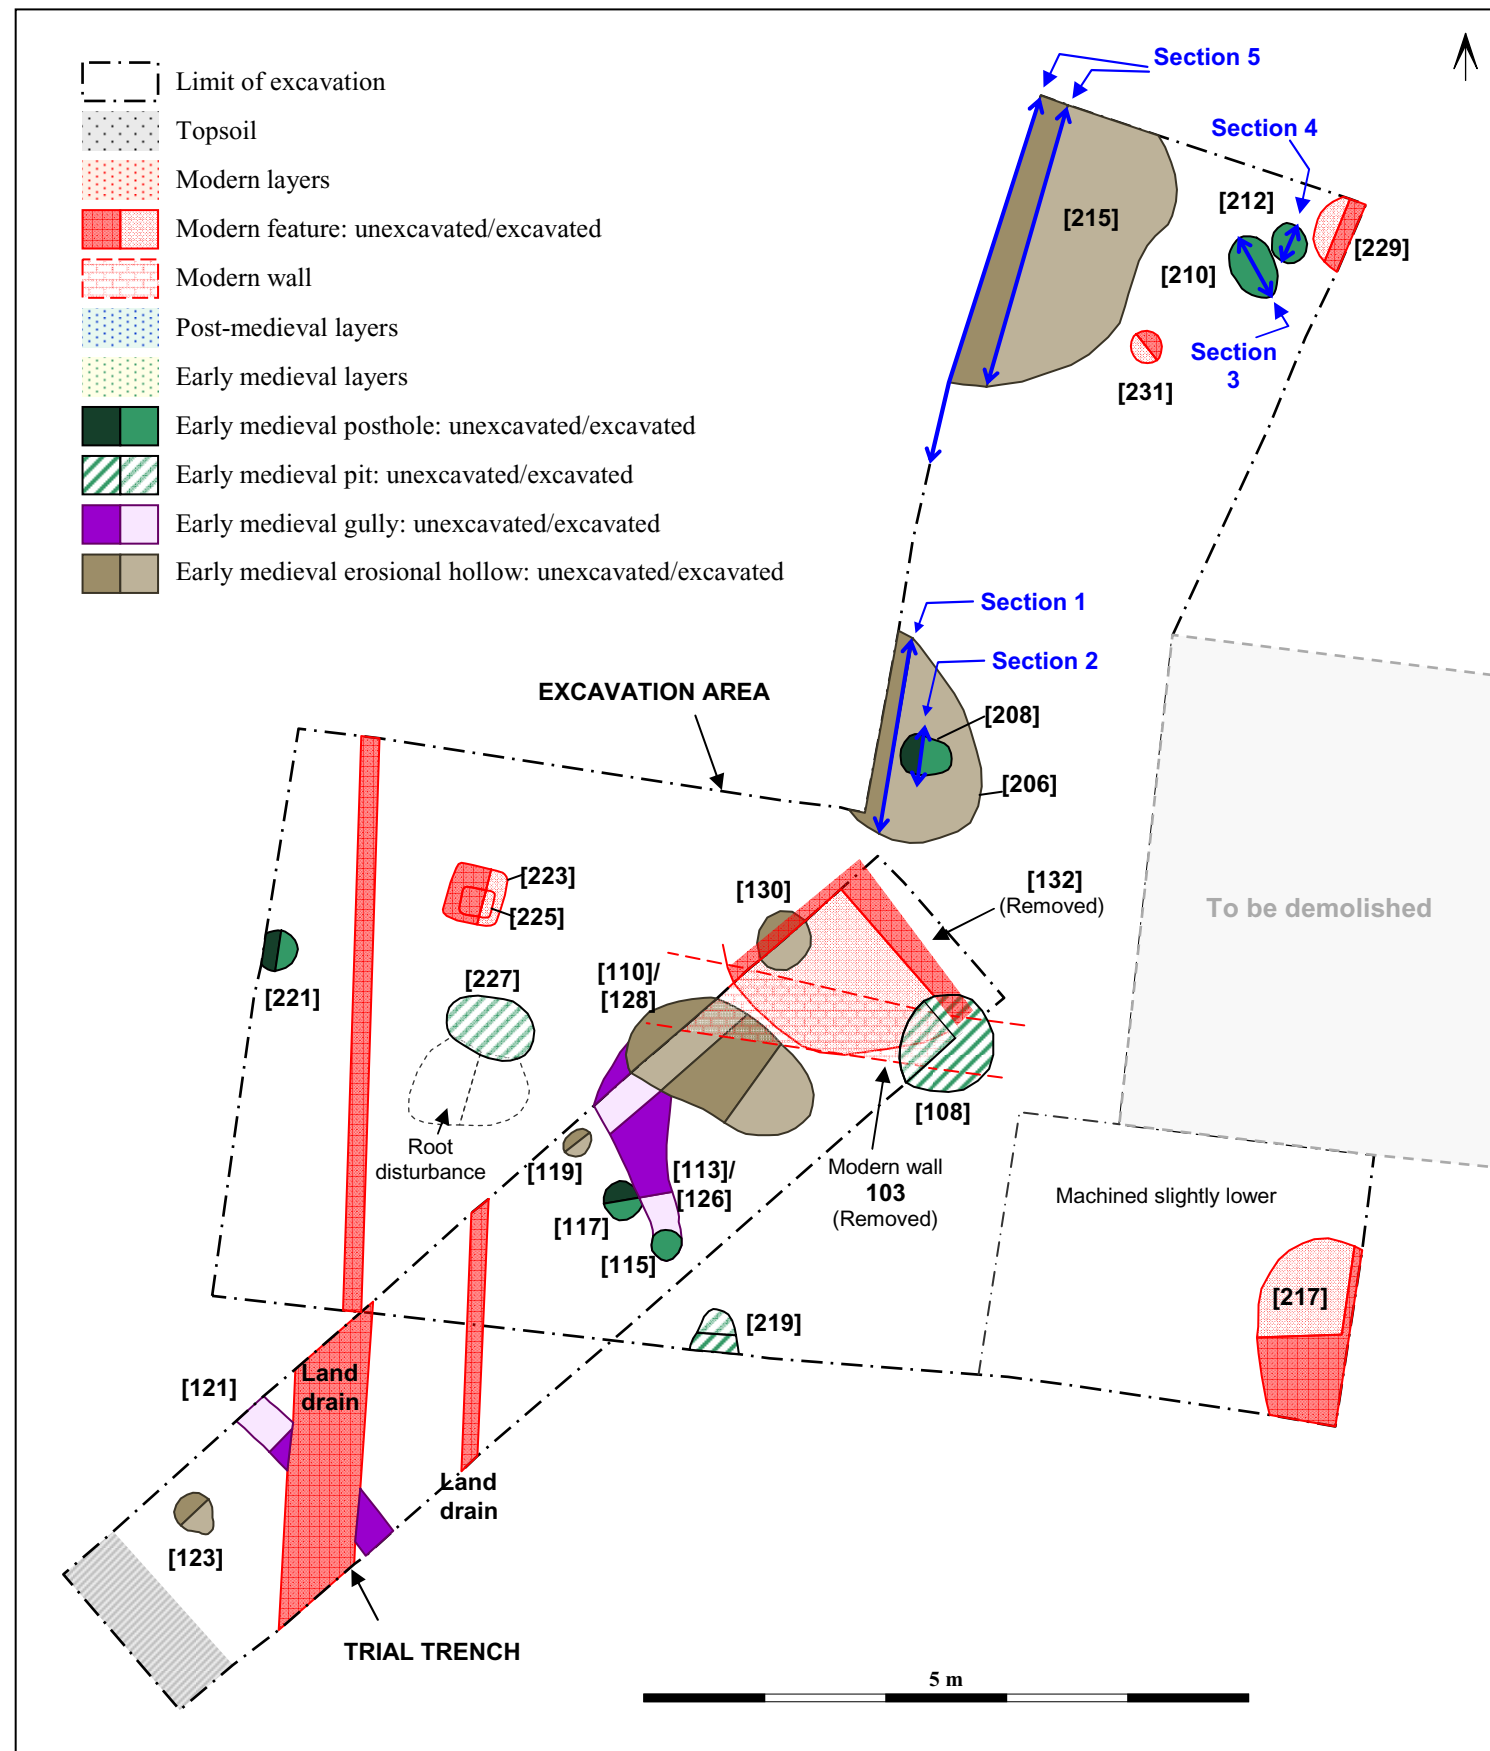 Limit of excavation
Topsoil
Modern layers
Modern feature: unexcavated/excavated
Modern wall
Post-medieval layers
Early medieval layers
Early medieval posthole: unexcavated/excavated
Early medieval pit: unexcavated/excavated
Early medieval gully: unexcavated/excavated
Early medieval erosional hollow: unexcavated/excavated
Section 5
Section 4
[212]
[215]
[229]
[210]
Section
3
[231]
Section 1
Section 2
EXCAVATION AREA
[208]
[206]
[223]
[130]
[132]
(Removed)
To be demolished
[225]
[221]
[227]
[110]/
[128]
[108]
Root
disturbance
[119]
[113]/
[126]
Modern wall
103
(Removed)
Machined slightly lower
[117]
[115]
[219]
[217]
[121]
Land
drain
Land
drain
[123]
TRIAL TRENCH
5 m